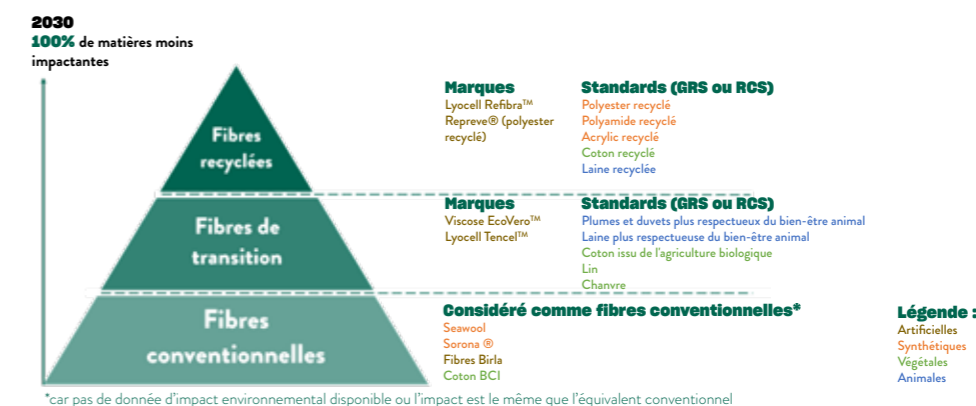 2030
100% de matières moins
impactantes
Fibres
recyclées
Marques
Lyocell Refibra™
Repreve® (polyester
recyclé)
Standards (GRS ou RCS)
Polyester recyclé
Polyamide recyclé
Acrylic recyclé
Coton recyclé
Laine recyclée
Fibres de
transition
Marques
Viscose EcoVero™
Lyocell Tencel™
Standards (GRS ou RCS)
Plumes et duvets plus respectueux du bien-être animal
Laine plus respectueuse du bien-être animal
Coton issu de l'agriculture biologique
Lin
Chanvre
Fibres
conventionnelles
Considéré comme fibres conventionnelles*
Seawool
Sorona ®
Fibres Birla
Coton BCI
Légende :
Artificielles
Synthétiques
Végétales
Animales
*car pas de donnée d'impact environnemental disponible ou l'impact est le même que l'équivalent conventionnel